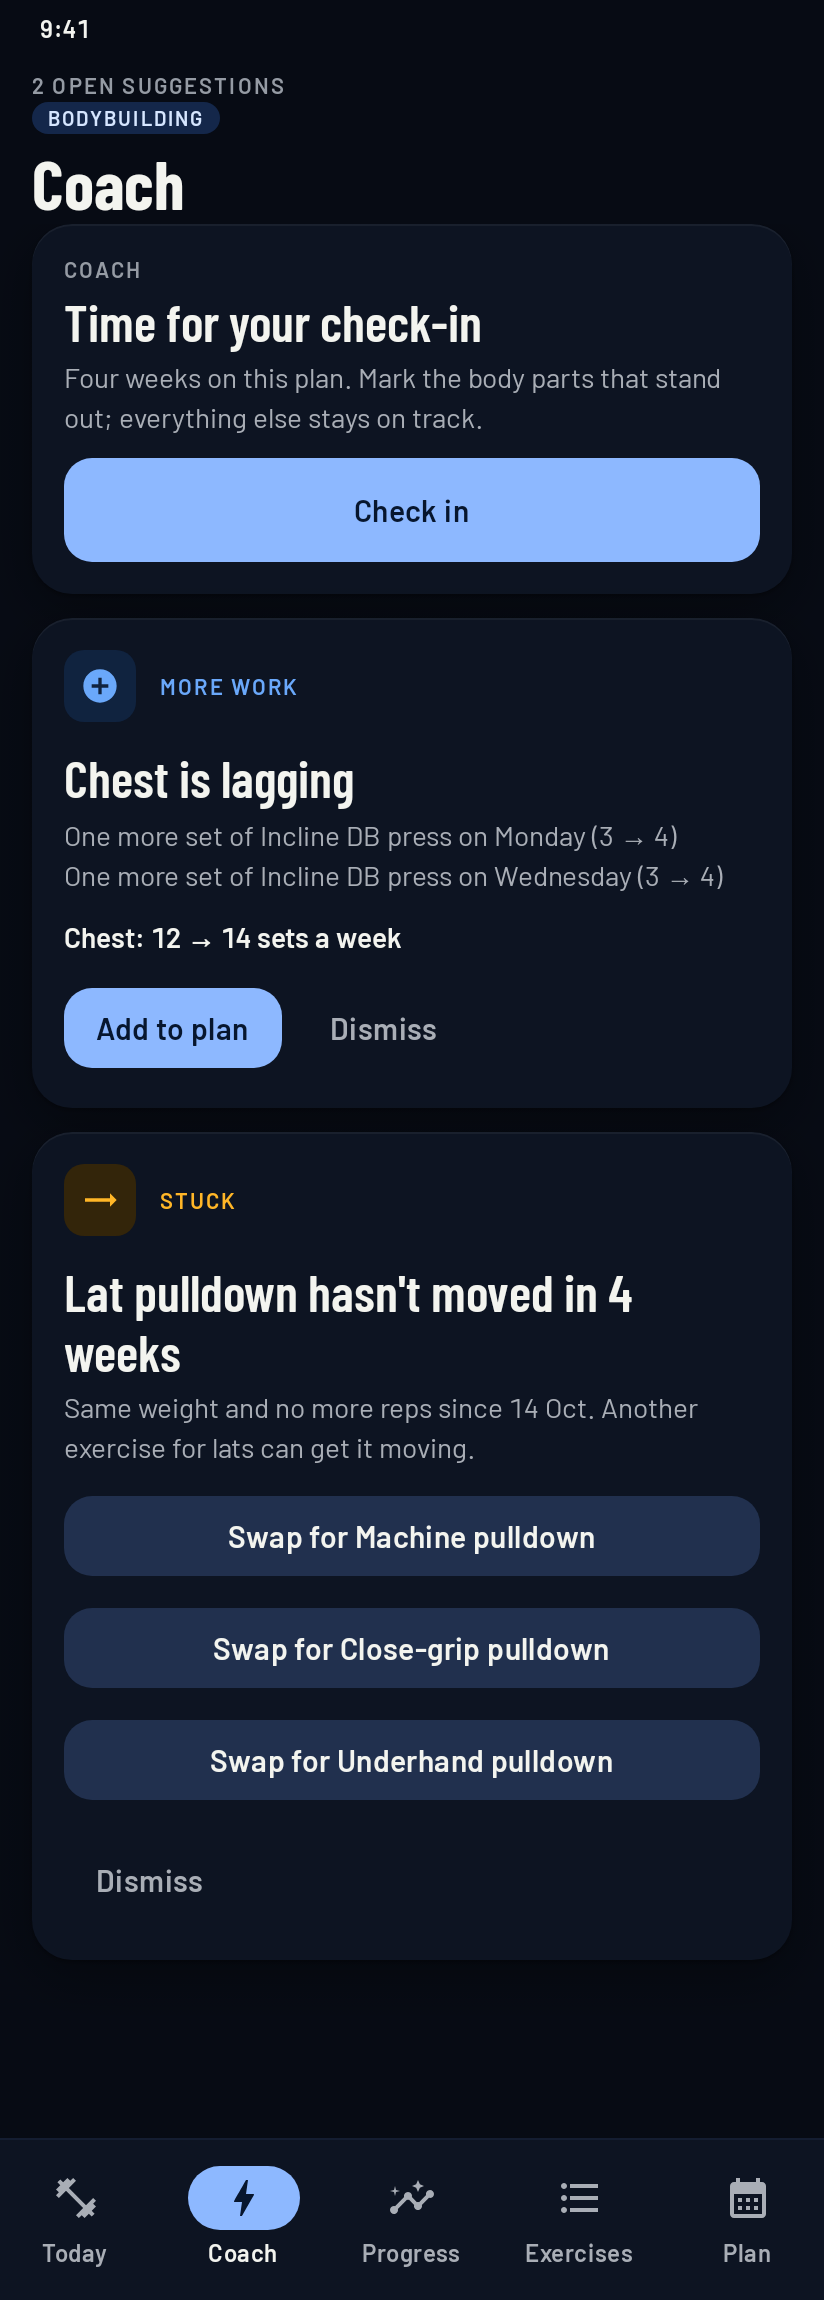 9:41
2 OPEN SUGGESTIONS
BODYBUILDING
Coach
COACH
Time for your check-in
Four weeks on this plan. Mark the body parts that stand
out; everything else stays on track.
Check in
MORE WORK
Chest is lagging
One more set of Incline DB press on Monday (3 → 4)
One more set of Incline DB press on Wednesday (3 → 4)
Chest: 12 → 14 sets a week
Add to plan Dismiss
STUCK
Lat pulldown hasn't moved in 4
weeks
Same weight and no more reps since 14 Oct. Another
exercise for lats can get it moving.
Swap for Machine pulldown
Swap for Close-grip pulldown
Swap for Underhand pulldown
Dismiss
Today Coach Progress Exercises Plan